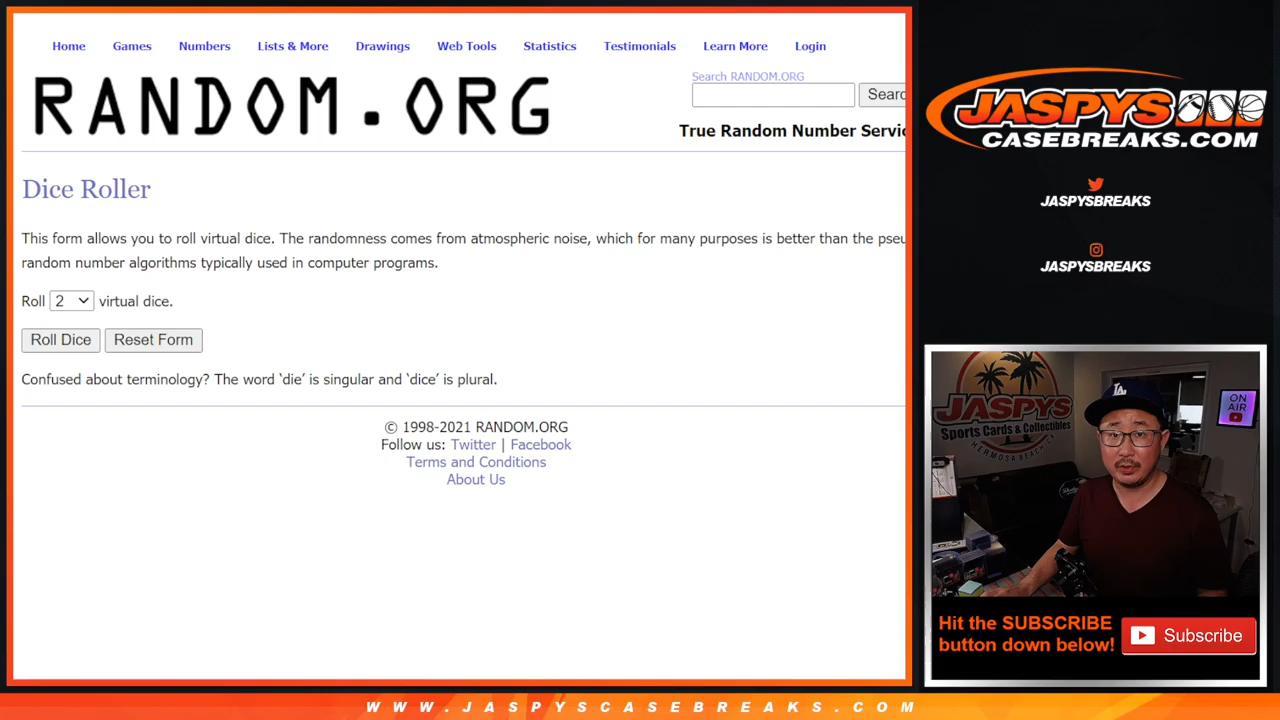 Home Games Numbers Lists & More Drawings Web Tools Statistics Testimonials Learn More Login
RANDOM.ORG
Search RANDOM.ORG
Searc
True Random Number Servic
Dice Roller
This form allows you to roll virtual dice. The randomness comes from atmospheric noise, which for many purposes is better than the pseu
random number algorithms typically used in computer programs.
Roll 2 virtual dice.
Roll Dice Reset Form
Confused about terminology? The word ‘die’ is singular and ‘dice’ is plural.
© 1998-2021 RANDOM.ORG
Follow us: Twitter | Facebook
Terms and Conditions
About Us
JASPYS
CASEBREAKS.COM
JASPYSBREAKS
JASPYSBREAKS
JASPYS
Sports Cards & Collectibles
HERMOSA BEACH
LA
ON
AIR
Hit the SUBSCRIBE
button down below!
Subscribe
WWW.JASPYSCASEBREAKS.COM